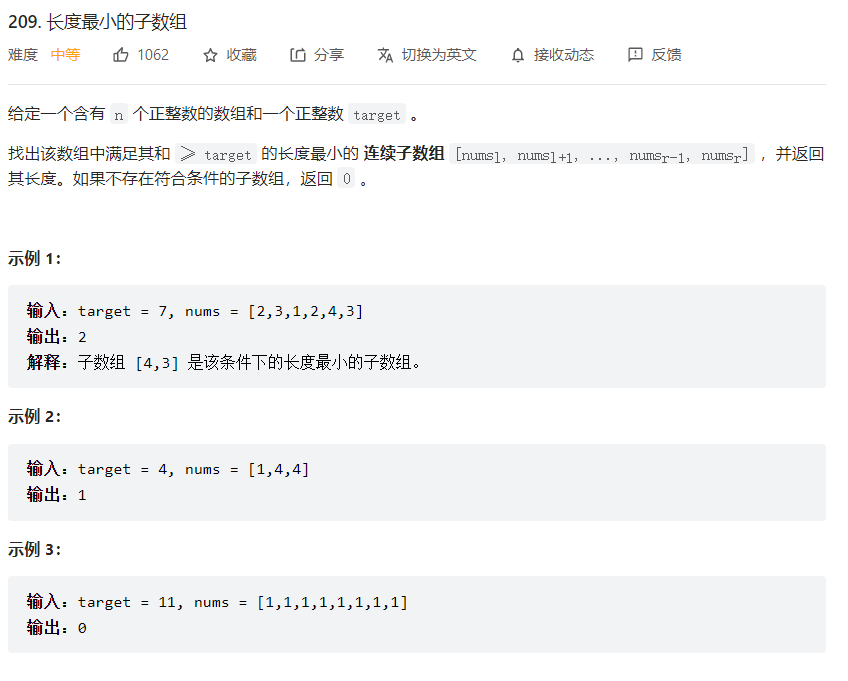 209. 长度最小的子数组
难度 中等 1062 收藏 分享 切换为英文 接收动态 反馈
给定一个含有 n 个正整数的数组和一个正整数 target 。
找出该数组中满足其和 ≥ target 的长度最小的 连续子数组 [numsl, numsl+1, ..., numsr-1, numsr] ，并返回
其长度。如果不存在符合条件的子数组，返回 0 。
示例 1：
输入：target = 7, nums = [2,3,1,2,4,3]
输出：2
解释：子数组 [4,3] 是该条件下的长度最小的子数组。
示例 2：
输入：target = 4, nums = [1,4,4]
输出：1
示例 3：
输入：target = 11, nums = [1,1,1,1,1,1,1,1]
输出：0